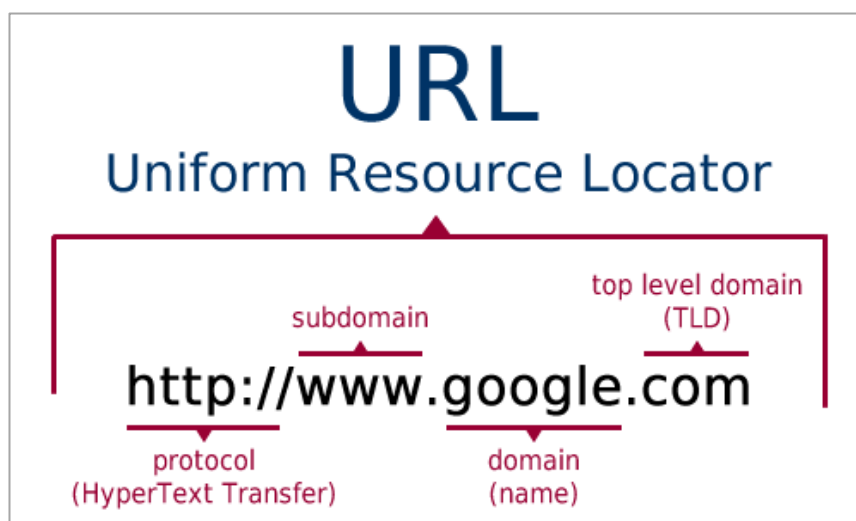 URL
Uniform Resource Locator
top level domain
(TLD)
subdomain
http://www.google.com
protocol
(HyperText Transfer)
domain
(name)